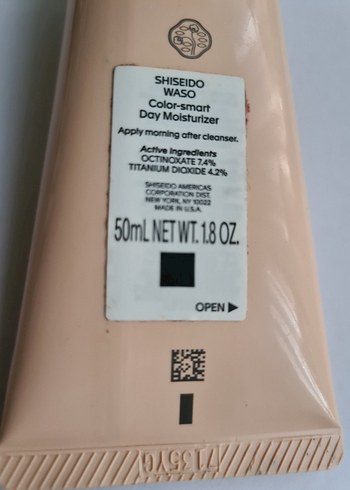 SHISEIDO
WASO
Color-smart
Day Moisturizer
Apply morning after cleanser.
Active Ingredients
OCTINOXATE 7.4%
TITANIUM DIOXIDE 4.2%
SHISEIDO AMERICAS
CORPORATION DIST.
NEW YORK, NY 10022
MADE IN U.S.A.
50mL NET WT. 1.8 OZ.
OPEN ▶